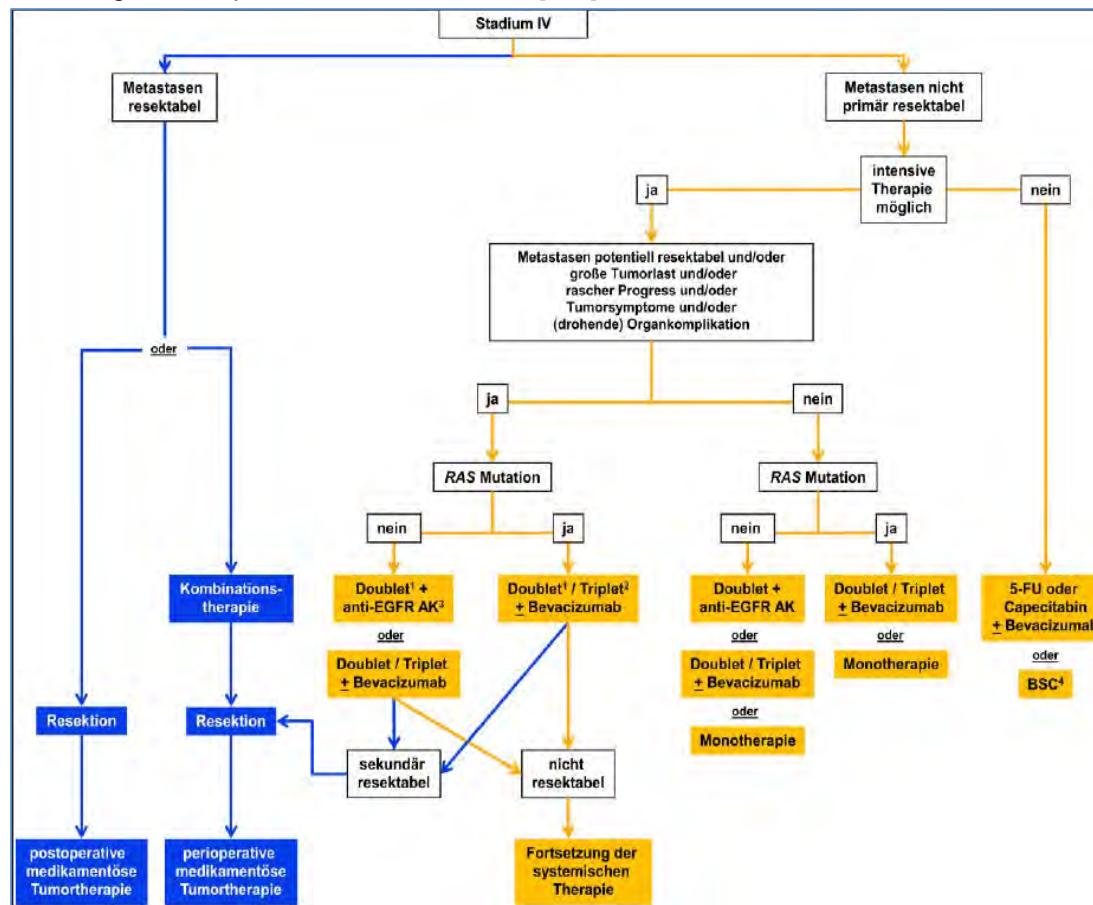 Stadium IV
Metastasen
resektabel
Metastasen nicht
primär resektabel
intensive
Therapie
möglich
ja
nein
Metastasen potentiell resektabel und/oder
große Tumorlast und/oder
rascher Progress und/oder
Tumorsymptome und/oder
(drohende) Organkomplikation
oder
ja
nein
RAS Mutation
RAS Mutation
nein
ja
nein
ja
Kombinations-
therapie
Doublet¹ +
anti-EGFR AK³
oder
Doublet / Triplet
+ Bevacizumab
Doublet¹ / Triplet²
+ Bevacizumab
Doublet +
anti-EGFR AK
oder
Doublet / Triplet
+ Bevacizumab
oder
Monotherapie
Doublet / Triplet
+ Bevacizumab
oder
Monotherapie
5-FU oder
Capecitabin
+ Bevacizumab
oder
BSC⁴
Resektion
Resektion
sekundär
resektabel
nicht
resektabel
postoperative
medikamentöse
Tumortherapie
perioperative
medikamentöse
Tumortherapie
Fortsetzung der
systemischen
Therapie